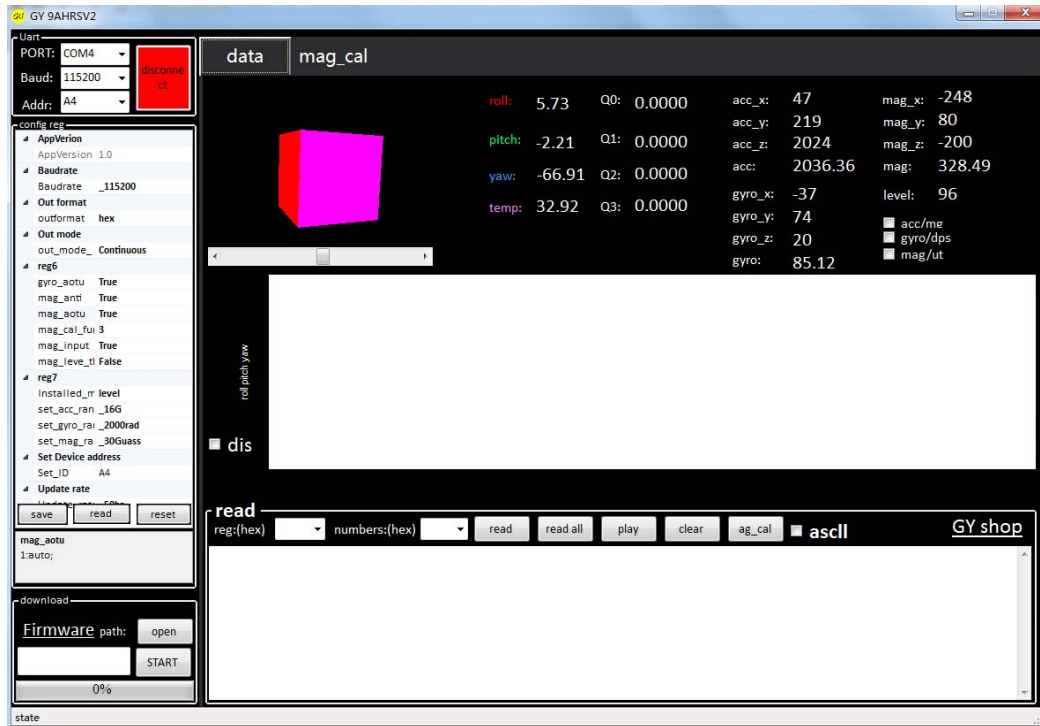 GY 9AHRSV2
Uart
PORT: COM4
Baud: 115200
Addr: A4
disconne
ct
config reg
AppVerion
AppVersion 1.0
Baudrate
Baudrate _115200
Out format
outformat hex
Out mode
out_mode_ Continuous
reg6
gyro_aotu True
mag_anti True
mag_aotu True
mag_cal_fu 3
mag_input True
mag_leve_tl False
reg7
Installed_m level
set_acc_ran _16G
set_gyro_ra _2000rad
set_mag_ra _30Guass
Set Device address
Set_ID A4
Update rate
save read reset
mag_aotu
1:auto;
download
Firmware path: open
START
0%
state
data mag_cal
roll: 5.73
pitch: -2.21
yaw: -66.91
temp: 32.92
Q0: 0.0000
Q1: 0.0000
Q2: 0.0000
Q3: 0.0000
acc_x: 47
acc_y: 219
acc_z: 2024
acc: 2036.36
gyro_x: -37
gyro_y: 74
gyro_z: 20
gyro: 85.12
mag_x: -248
mag_y: 80
mag_z: -200
mag: 328.49
level: 96
acc/mg
gyro/dps
mag/ut
roll pitch yaw
dis
read
reg:(hex) numbers:(hex) read read all play clear ag_cal ascll GY shop